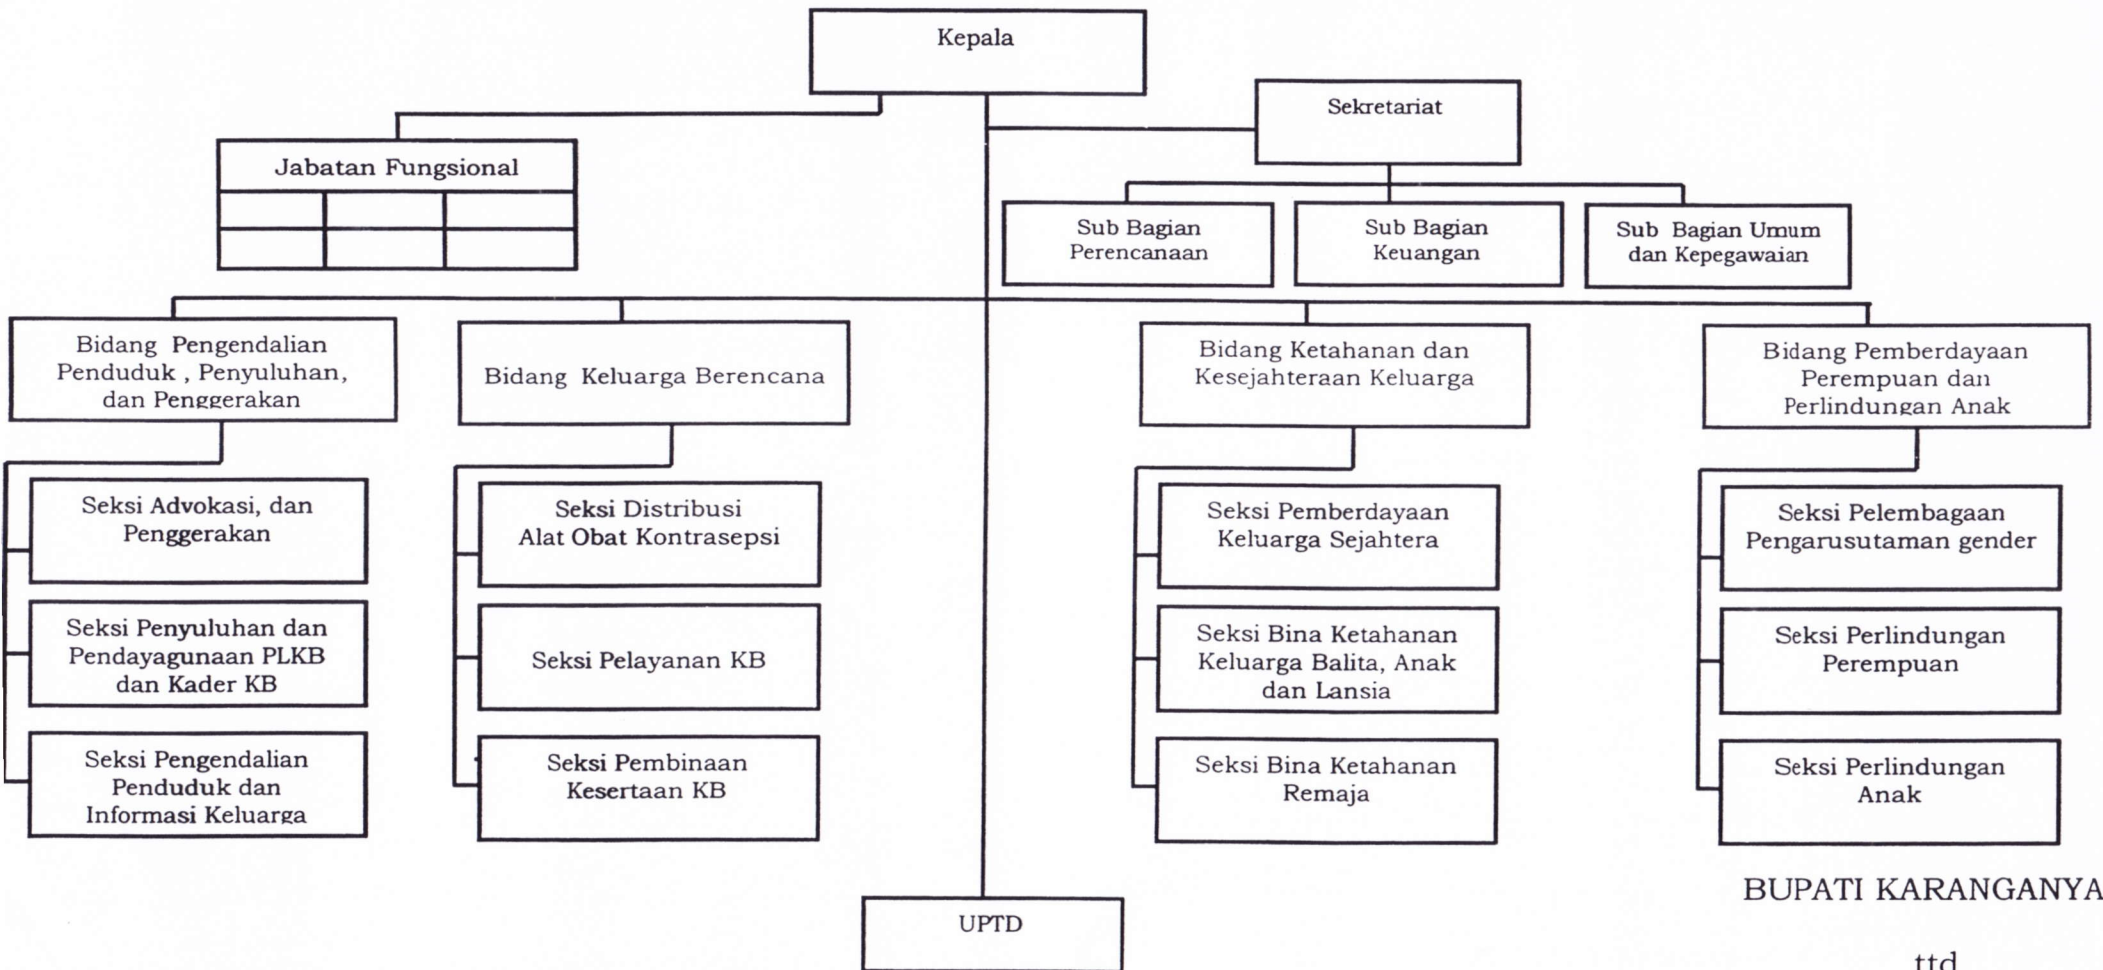 Kepala
Sekretariat
Jabatan Fungsional
Sub Bagian
Perencanaan
Sub Bagian
Keuangan
Sub Bagian Umum
dan Kepegawaian
Bidang Pengendalian
Penduduk , Penyuluhan,
dan Penggerakan
Bidang Keluarga Berencana
Bidang Ketahanan dan
Kesejahteraan Keluarga
Bidang Pemberdayaan
Perempuan dan
Perlindungan Anak
Seksi Advokasi, dan
Penggerakan
Seksi Penyuluhan dan
Pendayagunaan PLKB
dan Kader KB
Seksi Pengendalian
Penduduk dan
Informasi Keluarga
Seksi Distribusi
Alat Obat Kontrasepsi
Seksi Pelayanan KB
Seksi Pembinaan
Kesertaan KB
Seksi Pemberdayaan
Keluarga Sejahtera
Seksi Bina Ketahanan
Keluarga Balita, Anak
dan Lansia
Seksi Bina Ketahanan
Remaja
Seksi Pelembagaan
Pengarusutaman gender
Seksi Perlindungan
Perempuan
Seksi Perlindungan
Anak
UPTD
BUPATI KARANGANYA
ttd